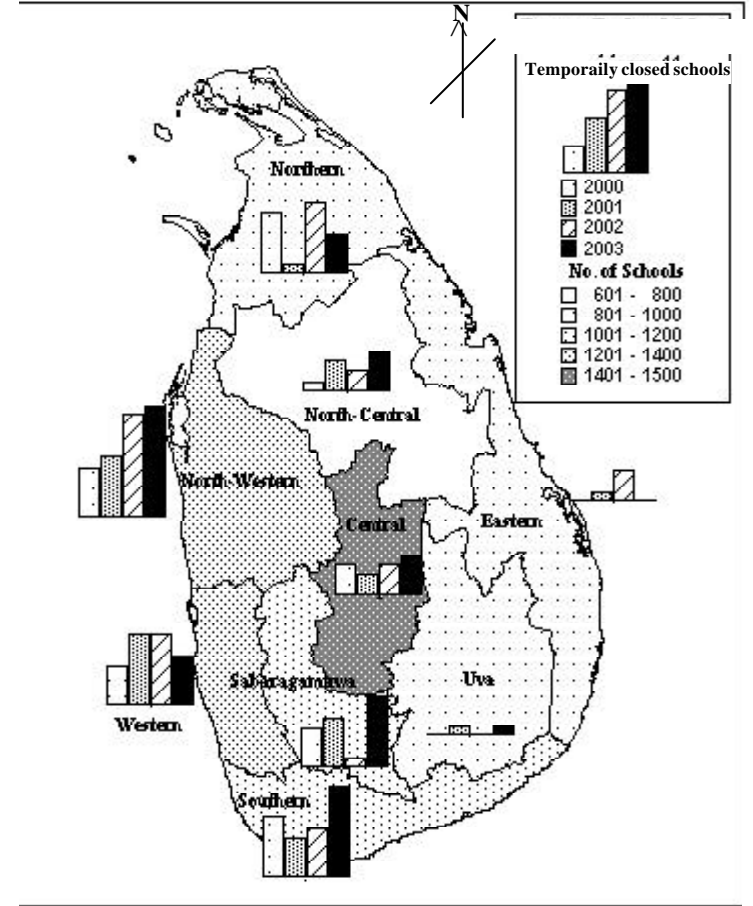 N
Temporaily closed schools
2000
2001
2002
2003
No. of Schools
601 - 800
801 - 1000
1001 - 1200
1201 - 1400
1401 - 1500
Northern
North-Central
North-Western
Central
Eastern
Sabaragamuwa
Uva
Western
Southern